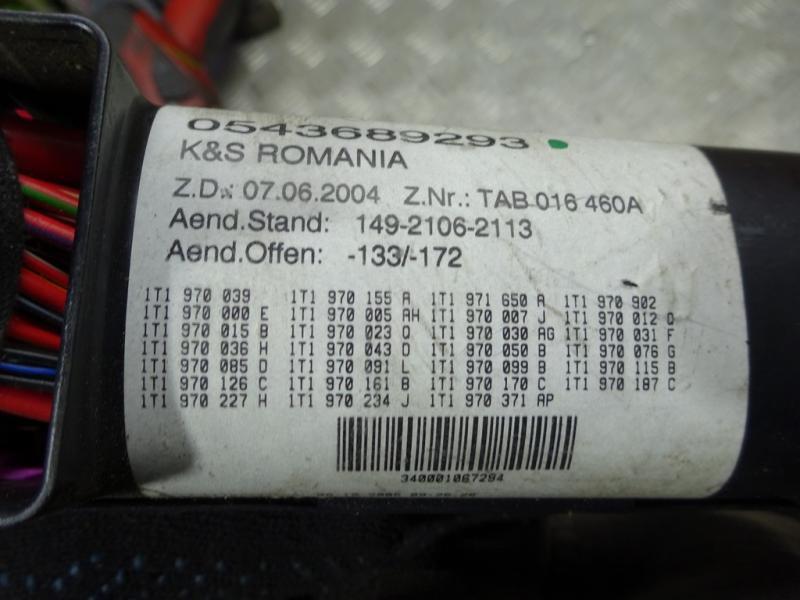 0543689293
K&S ROMANIA
Z.D.: 07.06.2004 Z.Nr.: TAB 016 460A
Aend.Stand: 149-2106-2113
Aend.Offen: -133/-172
1T1 970 039 1T1 970 155 A 1T1 971 650 A 1T1 970 902
1T1 970 000 E 1T1 970 005 AH 1T1 970 007 J 1T1 970 012 Q
1T1 970 015 B 1T1 970 023 Q 1T1 970 030 AG 1T1 970 031 F
1T1 970 036 H 1T1 970 043 D 1T1 970 050 B 1T1 970 076 G
1T1 970 085 D 1T1 970 091 L 1T1 970 099 B 1T1 970 115 B
1T1 970 126 C 1T1 970 161 B 1T1 970 170 C 1T1 970 187 C
1T1 970 227 H 1T1 970 234 J 1T1 970 371 AP
340001067294